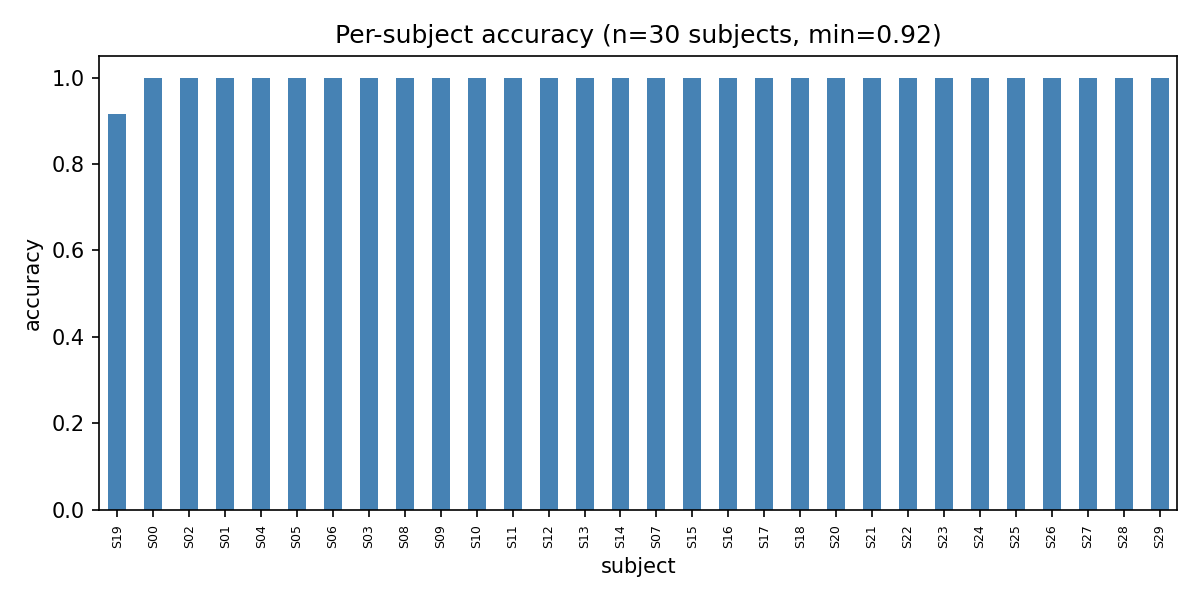 Per-subject accuracy (n=30 subjects, min=0.92)
accuracy
1.0
0.8
0.6
0.4
0.2
0.0
S19 S00 S02 S01 S04 S05 S06 S03 S08 S09 S10 S11 S12 S13 S14 S07 S15 S16 S17 S18 S20 S21 S22 S23 S24 S25 S26 S27 S28 S29
subject